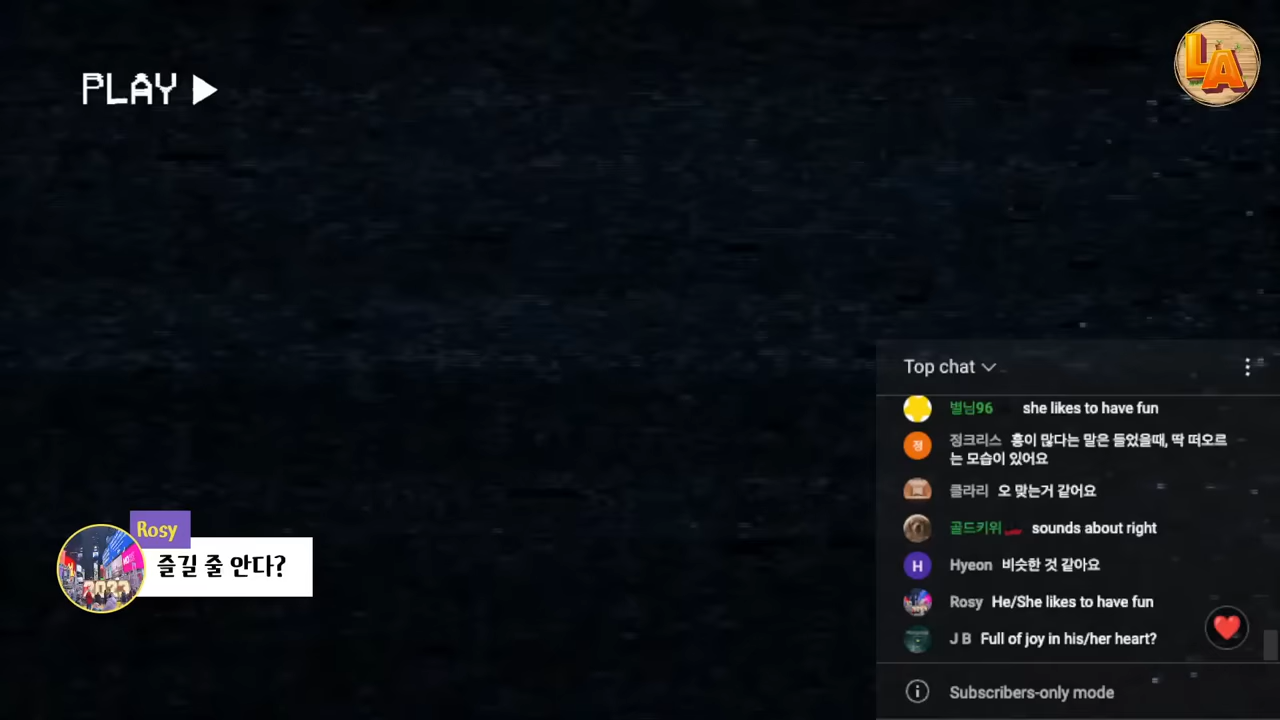 PLAY
LA
Top chat
별님96 she likes to have fun
정 정크리스 흥이 많다는 말은 들었을때, 딱 떠오르
는 모습이 있어요
클라리 오 맞는거 같어요
골드키위 sounds about right
H Hyeon 비슷한 것 같아요
Rosy He/She likes to have fun
J B Full of joy in his/her heart?
Subscribers-only mode
Rosy
즐길 줄 안다?